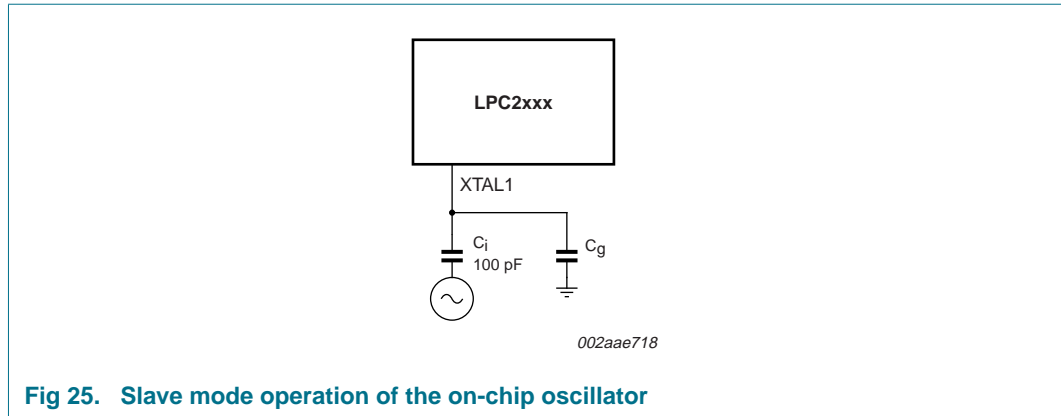 LPC2xxx
XTAL1
Ci
100 pF
Cg
002aae718
Fig 25. Slave mode operation of the on-chip oscillator